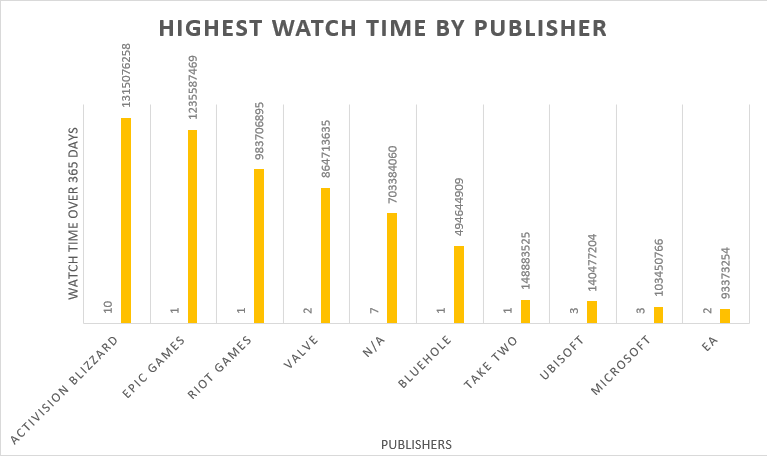 HIGHEST WATCH TIME BY PUBLISHER
WATCH TIME OVER 365 DAYS
10
1315076258
1
1235587469
1
983706895
2
864713635
7
703384060
1
494644909
1
148883525
3
140477204
3
103450766
2
93373254
ACTIVISION BLIZZARD
EPIC GAMES
RIOT GAMES
VALVE
N/A
BLUEHOLE
TAKE TWO
UBISOFT
MICROSOFT
EA
PUBLISHERS